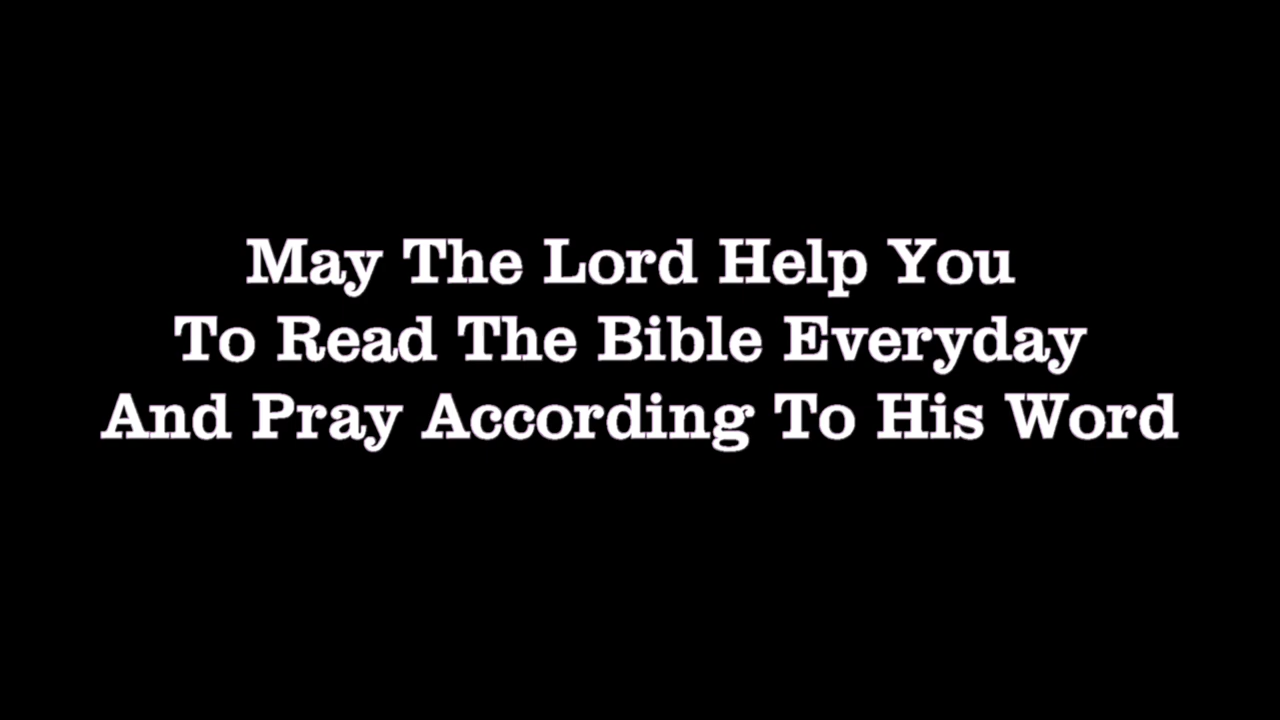 May The Lord Help You
To Read The Bible Everyday
And Pray According To His Word